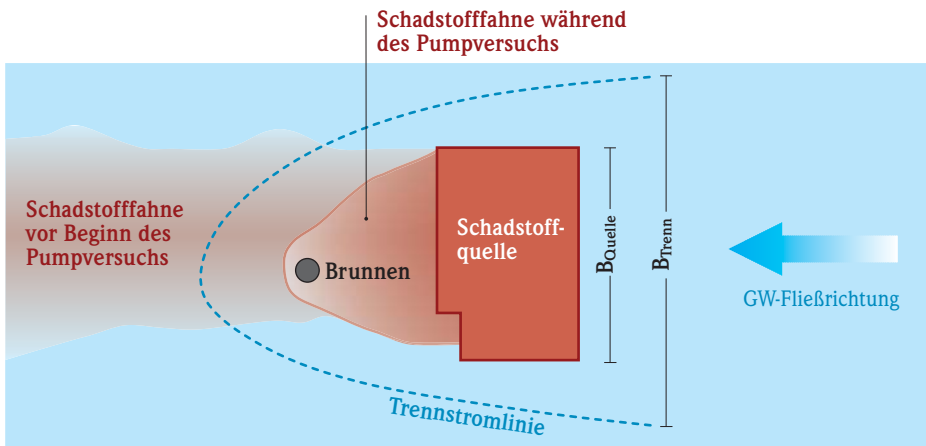 Schadstofffahne während
des Pumpversuchs
Schadstofffahne
vor Beginn des
Pumpversuchs
Schadstoff-
quelle
Brunnen
BQuelle
BTrenn
GW-Fließrichtung
Trennstromlinie